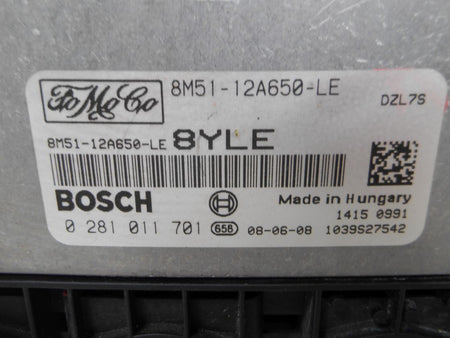 FoMoCo 8M51-12A650-LE
DZL7S
8M51-12A650-LE 8YLE
BOSCH Made in Hungary
1415 0991
0 281 011 701 658 08-06-08 1039S27542